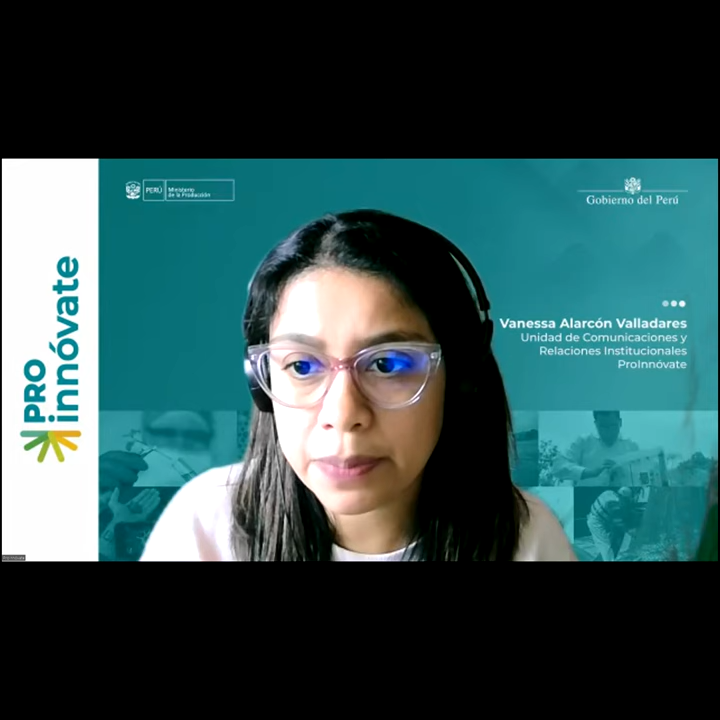 PERÚ
Ministerio
de la Producción
Gobierno del Perú
PRO
innóvate
Vanessa Alarcón Valladares
Unidad de Comunicaciones y
Relaciones Institucionales
ProInnóvate